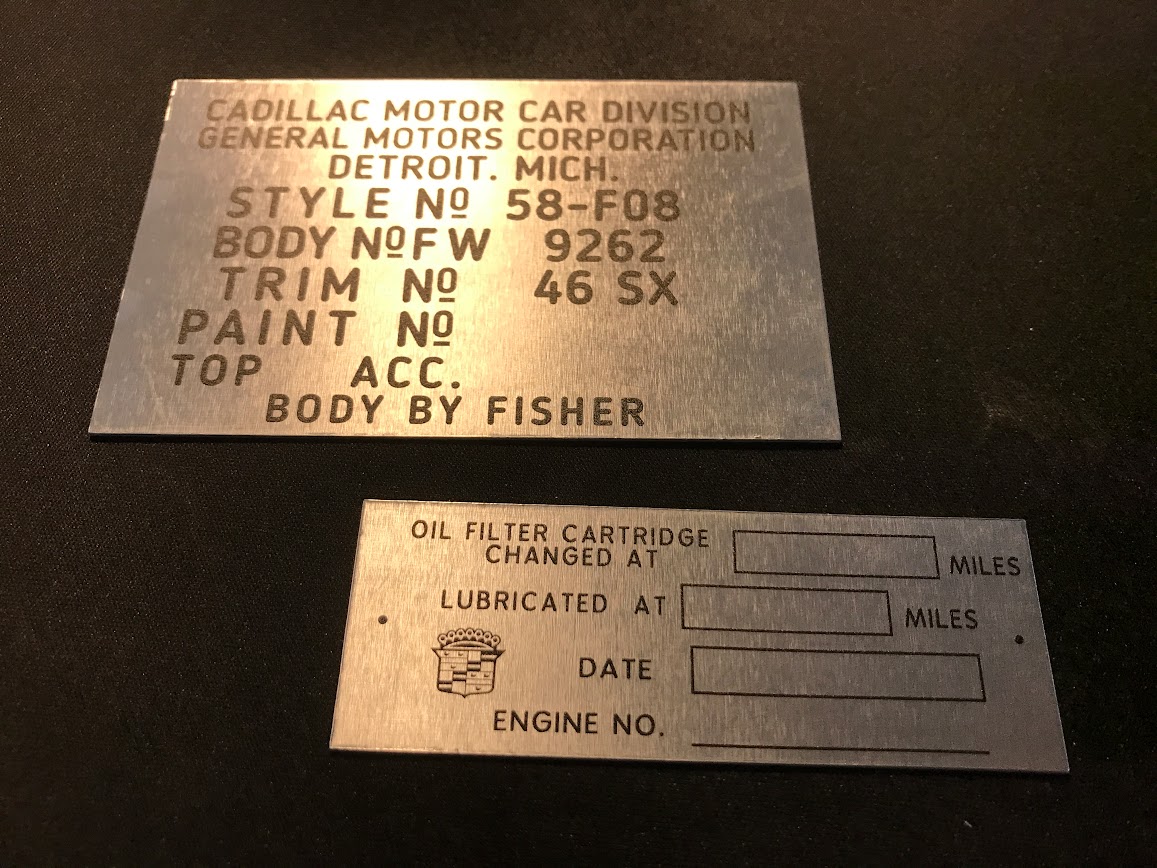 CADILLAC MOTOR CAR DIVISION
GENERAL MOTORS CORPORATION
DETROIT. MICH.
STYLE Nº 58-F08
BODY Nº FW 9262
TRIM Nº 46 SX
PAINT Nº
TOP ACC.
BODY BY FISHER
OIL FILTER CARTRIDGE
CHANGED AT MILES
LUBRICATED AT MILES
DATE
ENGINE NO.